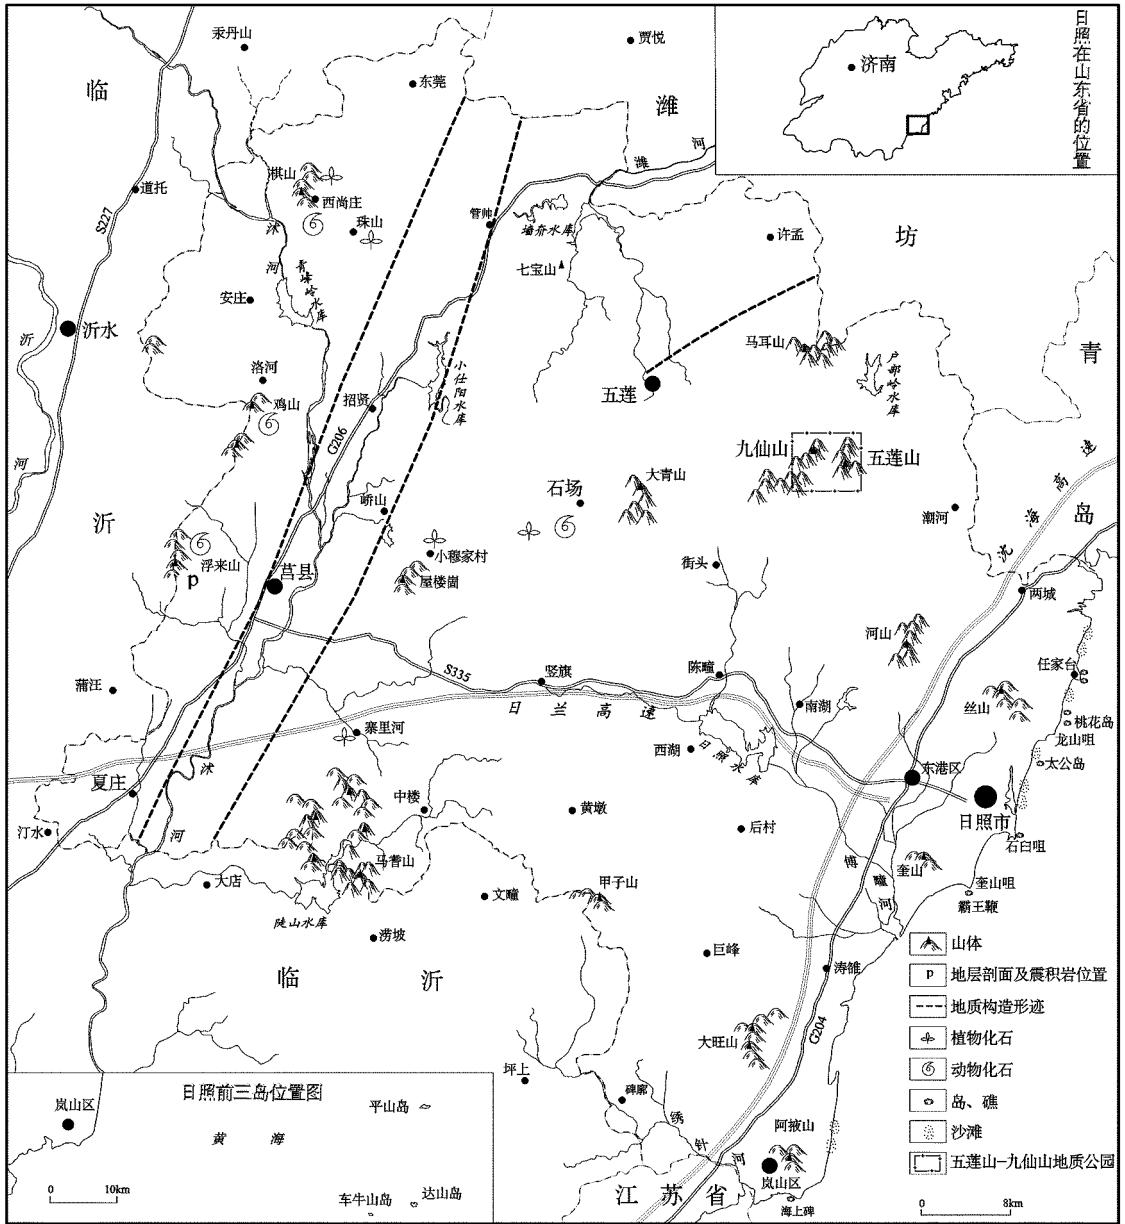 汞丹山
贾悦
临
东莞
潍
潍
河
济南
日照在山东省的位置
棋山
西尚庄
道托
珠山
S227
管帅
墙夼水库
许孟
坊
沭
河
青峰岭水库
七宝山
安庄
沂
沂水
马耳山
青
洛河
小仕阳水库
户部岭水库
招贤
五莲
鸡山
G206
九仙山
五莲山
河
大青山
石场
峤山
潮河
高
速
沈
海
岛
沂
浮来山
p
小穆家村
莒县
屋楼崮
街头
两城
河山
S335
陈疃
任家台
蒲汪
竖旗
日兰高速
南湖
丝山
桃花岛
寨里河
龙山咀
沭
西湖
日照水库
太公岛
夏庄
东港区
中楼
黄墩
日照市
汀水
河
后村
石臼咀
马耆山
傅
疃
河
奎山
大店
甲子山
奎山咀
文疃
霸王鞭
陡山水库
涝坡
巨峰
涛雒
山体
临
沂
p
地层剖面及震积岩位置
地质构造形迹
大旺山
G204
植物化石
坪上
动物化石
日照前三岛位置图
岚山区
平山岛
碑廓
岛、礁
黄
海
绣
针
河
阿掖山
沙滩
五莲山-九仙山地质公园
岚山区
江苏省
0
10km
车牛山岛
达山岛
海上碑
0
8km